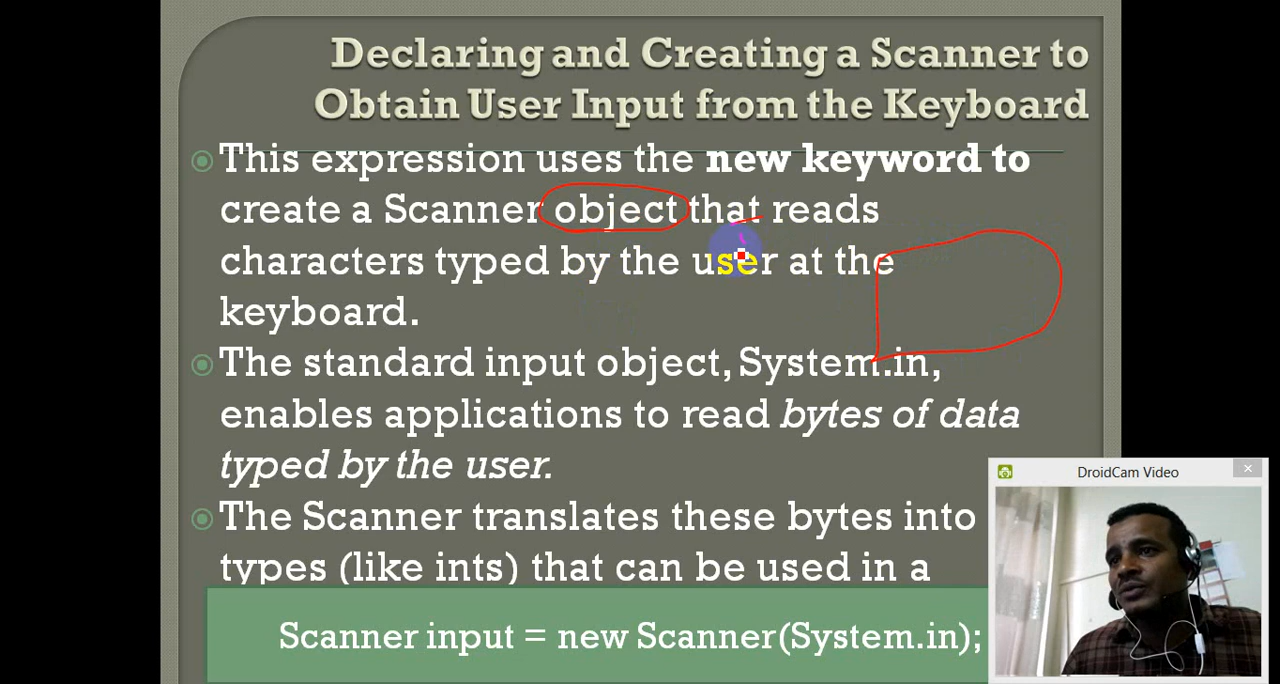 Declaring and Creating a Scanner to
Obtain User Input from the Keyboard
This expression uses the new keyword to
create a Scanner object that reads
characters typed by the user at the
keyboard.
The standard input object, System.in,
enables applications to read bytes of data
typed by the user.
The Scanner translates these bytes into
types (like ints) that can be used in a
Scanner input = new Scanner(System.in);
DroidCam Video